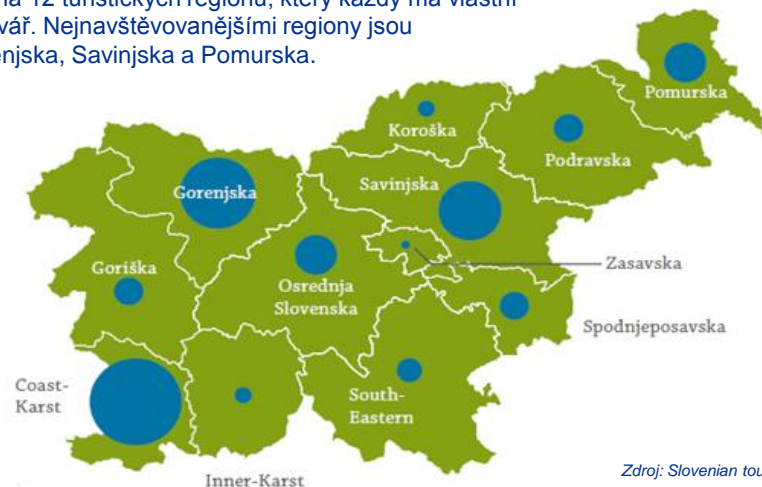 na 12 turistických regionů, který každý má vlastní
vář. Nejnavštěvovanějšími regiony jsou
Savinjska a Pomurska.
Pomurska
Koroška
Podravska
Gorenjska
Savinjska
Goriška
Osrednja
Slovenska
Zasavska
Spodnjeposavska
Coast-
Karst
South-
Eastern
Inner-Karst
Zdroj: Slovenian tou